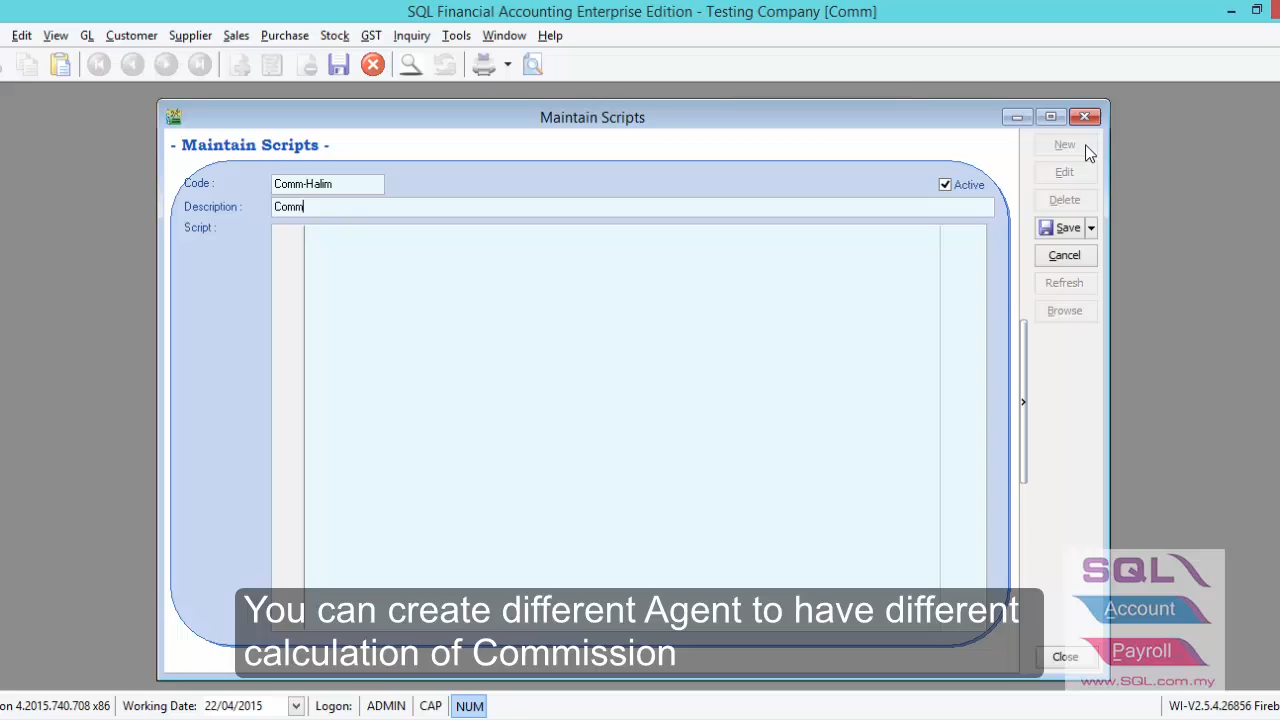 SQL Financial Accounting Enterprise Edition - Testing Company [Comm]
Edit View GL Customer Supplier Sales Purchase Stock GST Inquiry Tools Window Help
Maintain Scripts
- Maintain Scripts -
New
Edit
Delete
Save
Cancel
Refresh
Browse
Code : Comm-Halim Active
Description : Comm
Script :
You can create different Agent to have different
calculation of Commission
SQL
Account
Payroll
www.SQL.com.my
Close
on 4.2015.740.708 x86 Working Date: 22/04/2015 Logon: ADMIN CAP NUM WI-V2.5.4.26856 Fireb